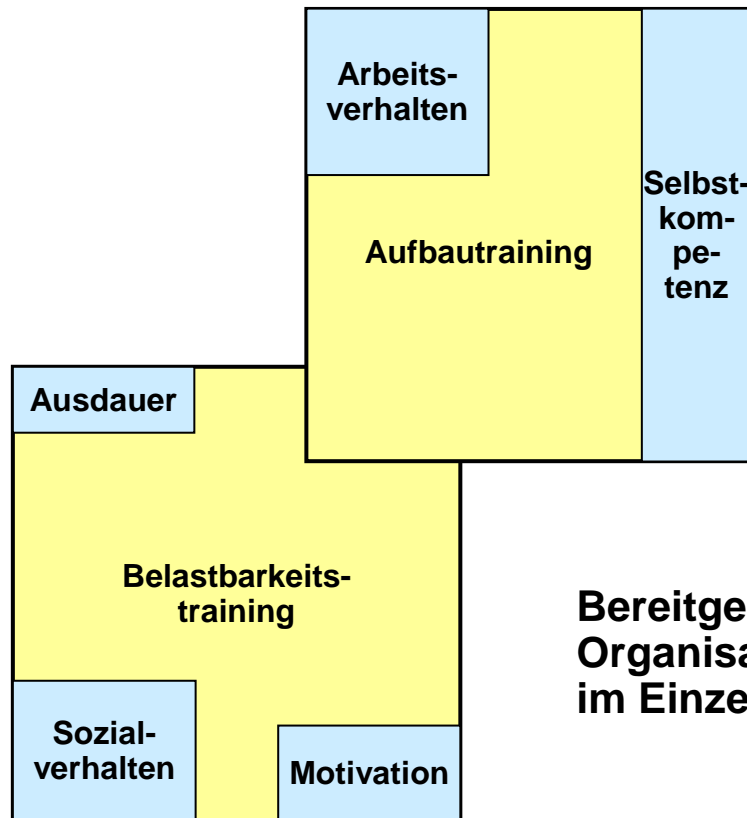 Arbeits-
verhalten
Selbst-
kom-
pe-
tenz
Aufbautraining
Ausdauer
Belastbarkeits-
training
Bereitge
Organisa
im Einze
Sozial-
verhalten
Motivation